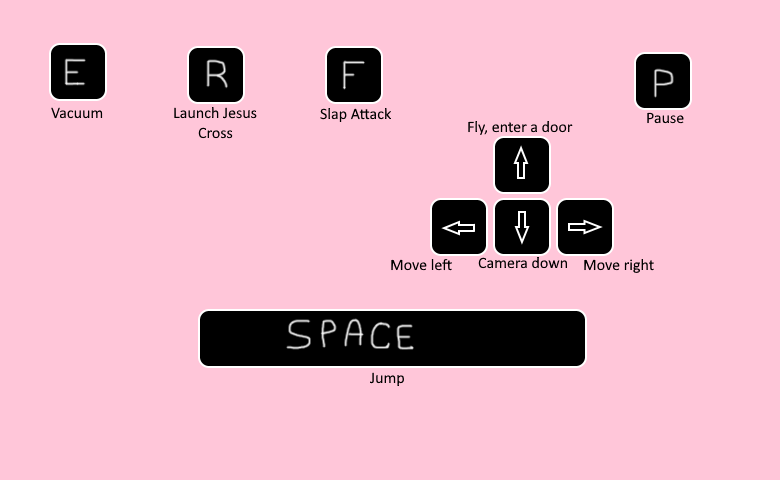 E
R
F
P
Vacuum
Launch Jesus
Cross
Slap Attack
Pause
Fly, enter a door
Move left
Camera down
Move right
SPACE
Jump